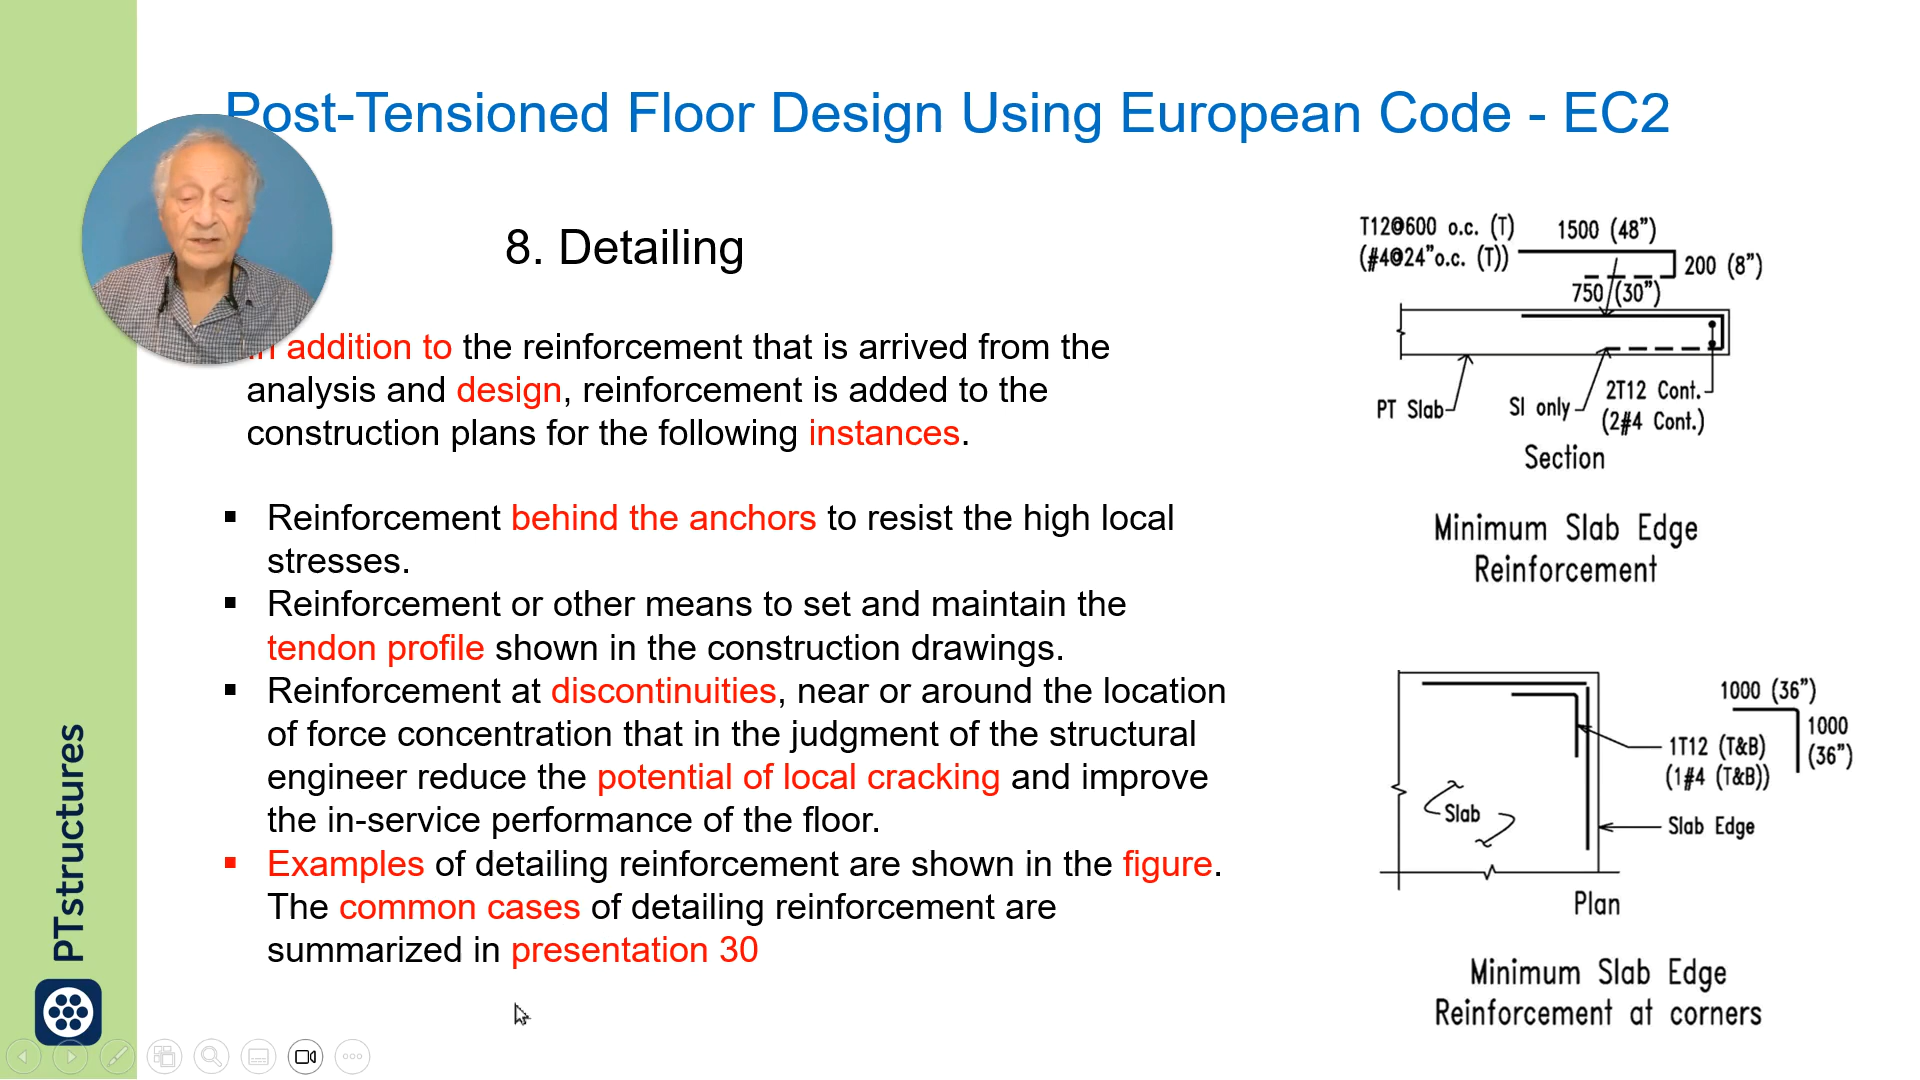 Post-Tensioned Floor Design Using European Code - EC2
8. Detailing
In addition to the reinforcement that is arrived from the
analysis and design, reinforcement is added to the
construction plans for the following instances.
▪ Reinforcement behind the anchors to resist the high local
stresses.
▪ Reinforcement or other means to set and maintain the
tendon profile shown in the construction drawings.
▪ Reinforcement at discontinuities, near or around the location
of force concentration that in the judgment of the structural
engineer reduce the potential of local cracking and improve
the in-service performance of the floor.
▪ Examples of detailing reinforcement are shown in the figure.
The common cases of detailing reinforcement are
summarized in presentation 30
T12@600 o.c. (T)
(#4@24"o.c. (T))
1500 (48")
200 (8")
750 (30")
PT Slab
SI only
2T12 Cont.
(2#4 Cont.)
Section
Minimum Slab Edge
Reinforcement
1000 (36")
1000
(36")
1T12 (T&B)
(1#4 (T&B))
Slab
Slab Edge
Plan
Minimum Slab Edge
Reinforcement at corners
PTstructures